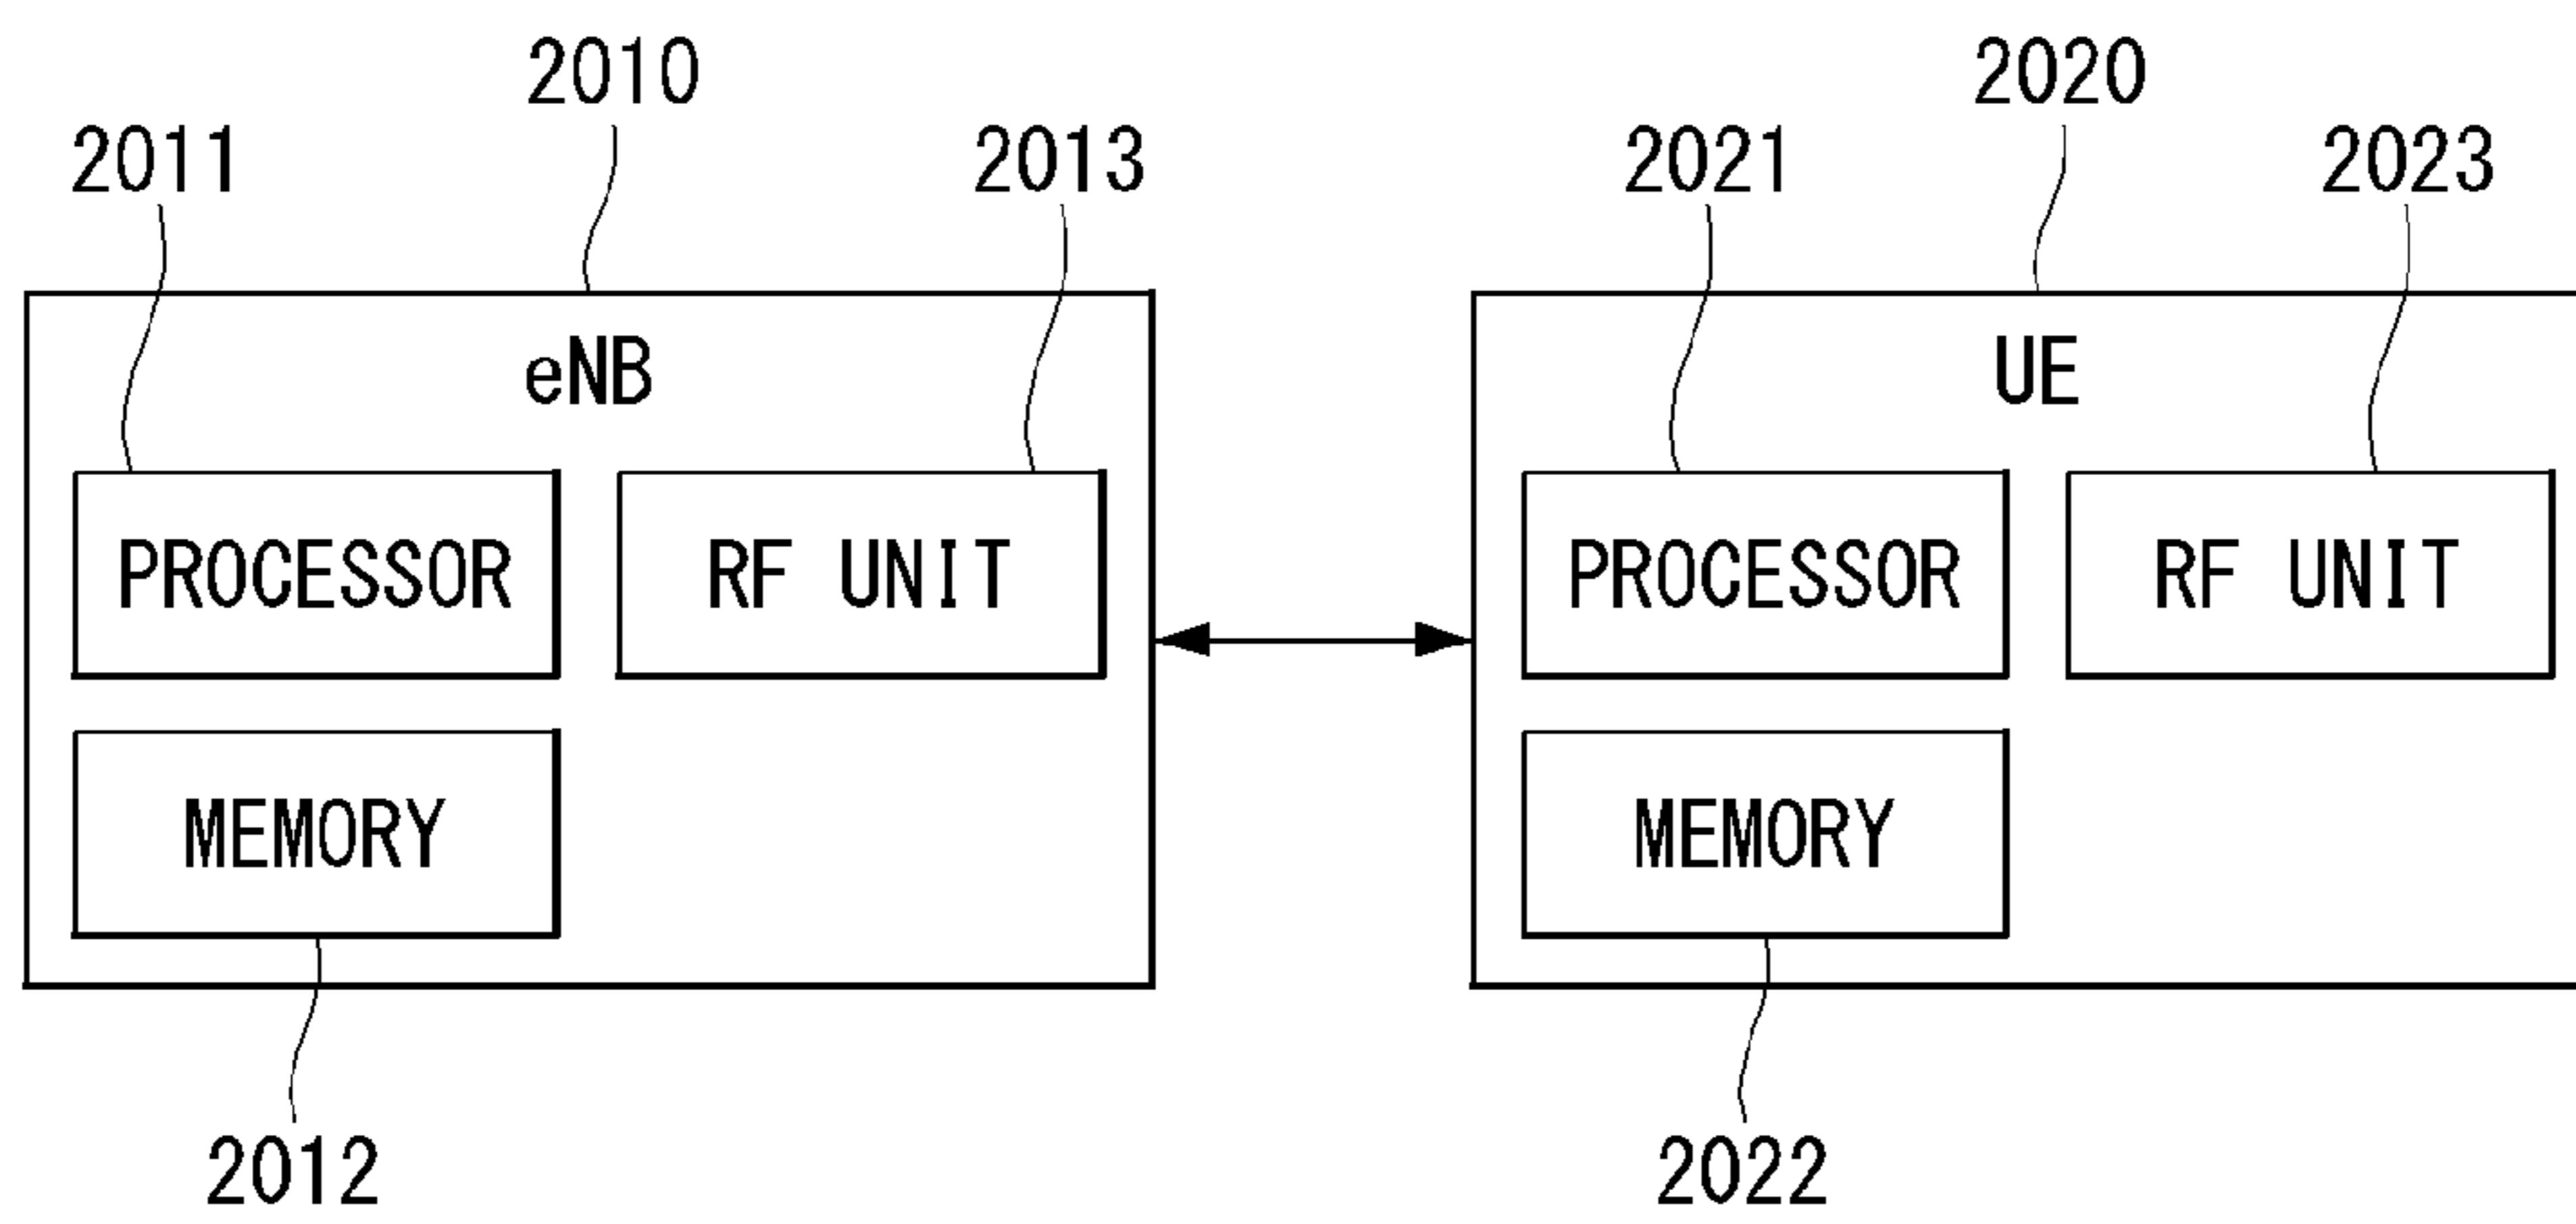 2010
2020
2011
2013
2021
2023
eNB
UE
PROCESSOR
RF UNIT
PROCESSOR
RF UNIT
MEMORY
MEMORY
2012
2022